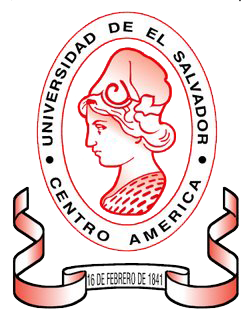 UNIVERSIDAD DE EL SALVADOR
CENTRO AMERICA
16 DE FEBRERO DE 1841